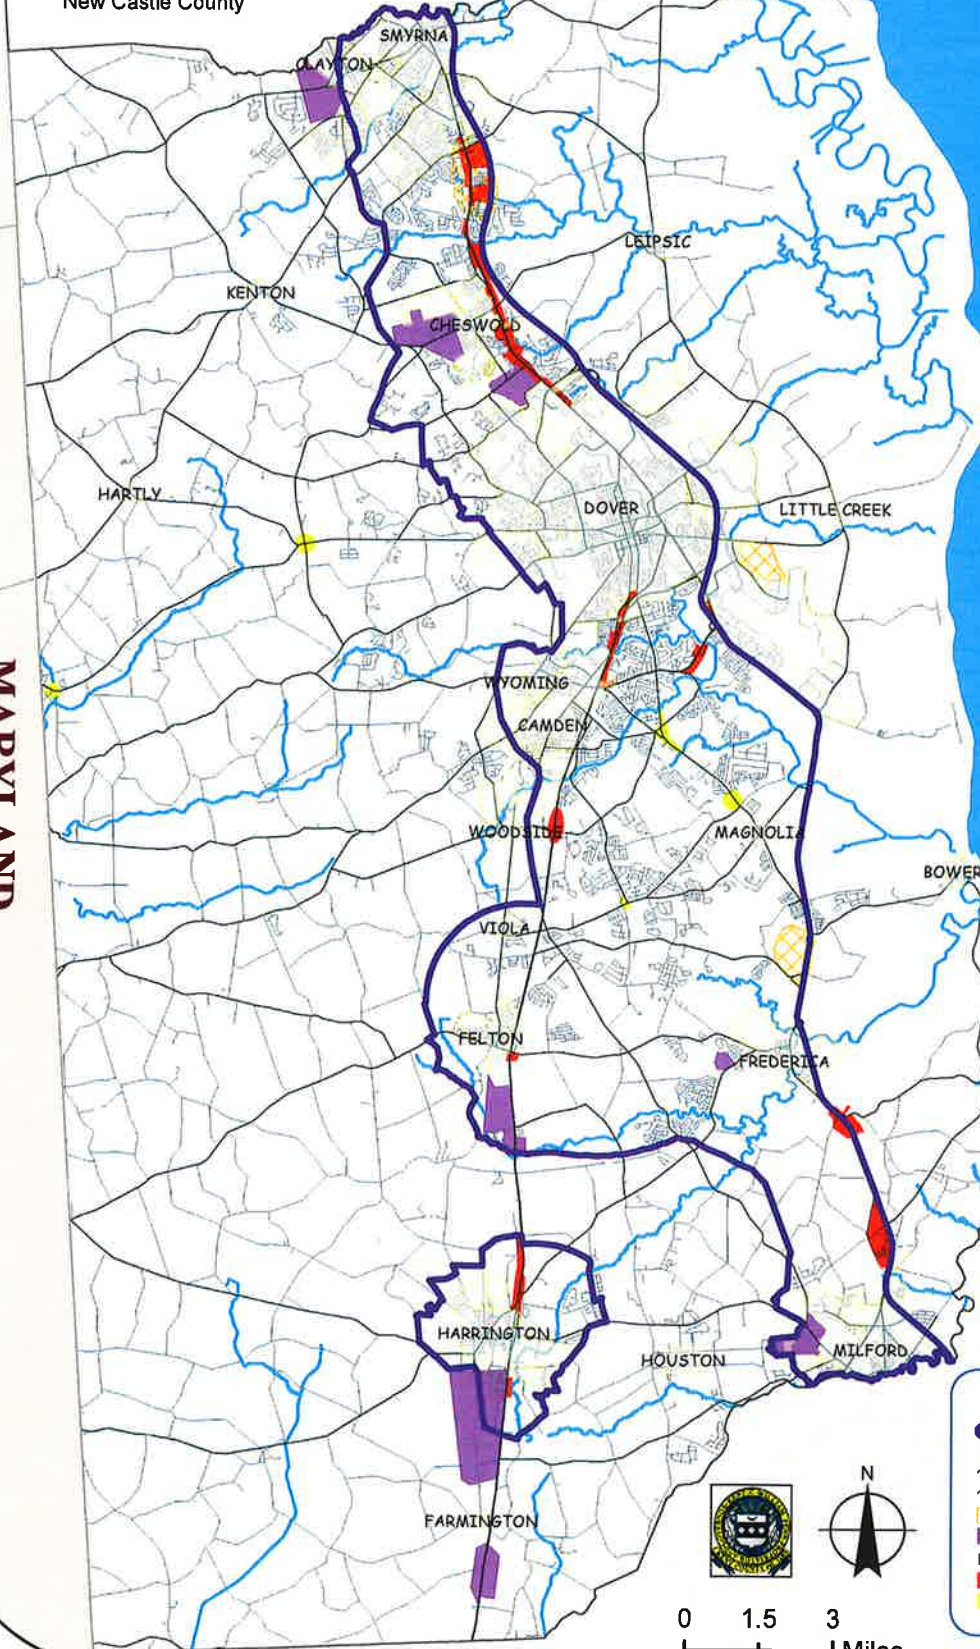 New Castle County
SMYRNA
CLAYTON
LEIPSIC
KENTON
CHESWOLD
HARTLY
DOVER
LITTLE CREEK
MARYLAND
WYOMING
CAMDEN
WOODSIDE
MAGNOLIA
BOWER
VIOLA
FELTON
FREDERICA
HARRINGTON
HOUSTON
MILFORD
N
FARMINGTON
0 1.5 3
Miles